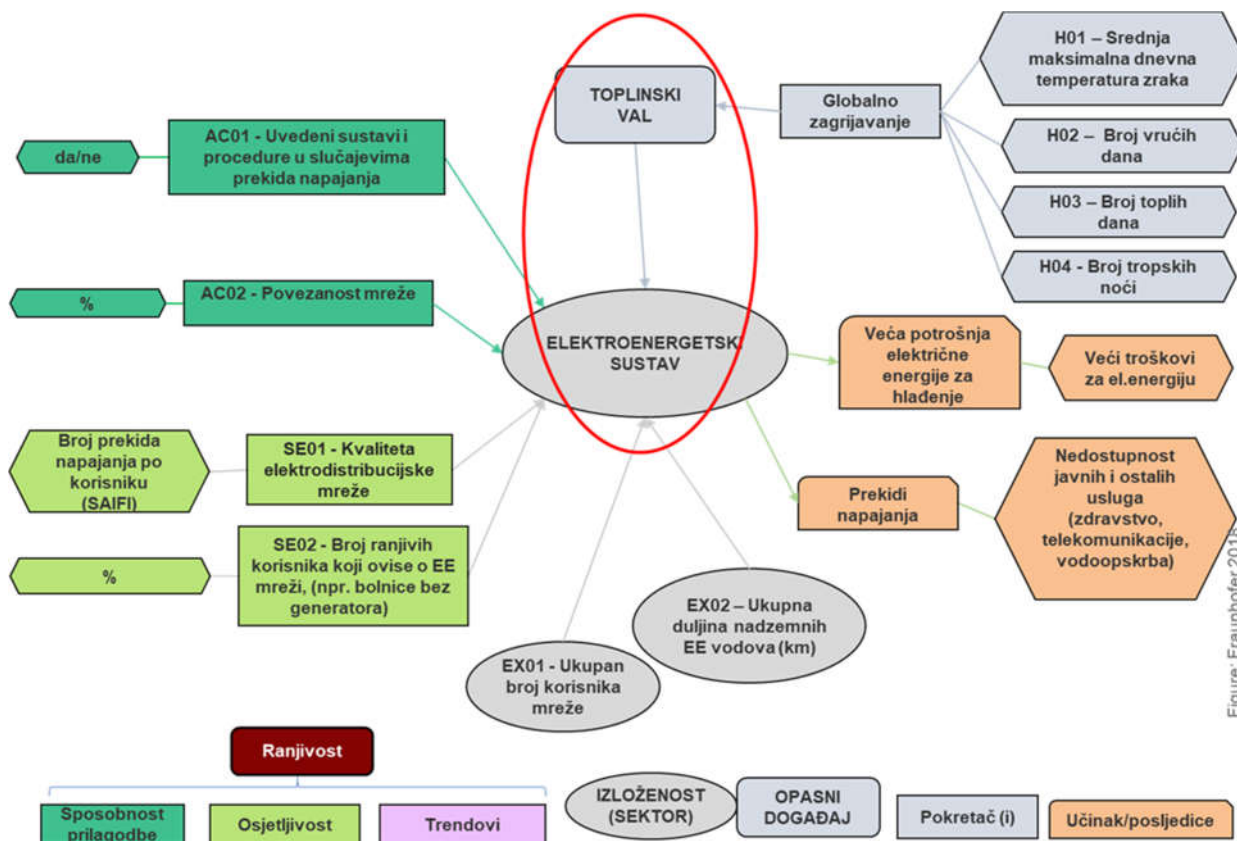 H01 – Srednja
maksimalna dnevna
temperatura zraka
TOPLINSKI
VAL
Globalno
zagrijavanje
AC01 - Uvedeni sustavi i
procedure u slučajevima
prekida napajanja
da/ne
H02 – Broj vrućih
dana
H03 – Broj toplih
dana
H04 - Broj tropskih
noći
%
AC02 - Povezanost mreže
ELEKTROENERGETSKI
SUSTAV
Veća potrošnja
električne
energije za
hlađenje
Veći troškovi
za el.energiju
Broj prekida
napajanja po
korisniku
(SAIFI)
SE01 - Kvaliteta
elektrodistribucijske
mreže
Prekidi
napajanja
Nedostupnost
javnih i ostalih
usluga
(zdravstvo,
telekomunikacije,
vodoopskrba)
%
SE02 - Broj ranjivih
korisnika koji ovise o EE
mreži, (npr. bolnice bez
generatora)
EX02 – Ukupna
duljina nadzemnih
EE vodova (km)
EX01 - Ukupan
broj korisnika
mreže
Figure: Fraunhofer 2018
Ranjivost
Sposobnost
prilagodbe
Osjetljivost
Trendovi
IZLOŽENOST
(SEKTOR)
OPASNI
DOGAĐAJ
Pokretač (i)
Učinak/posljedice